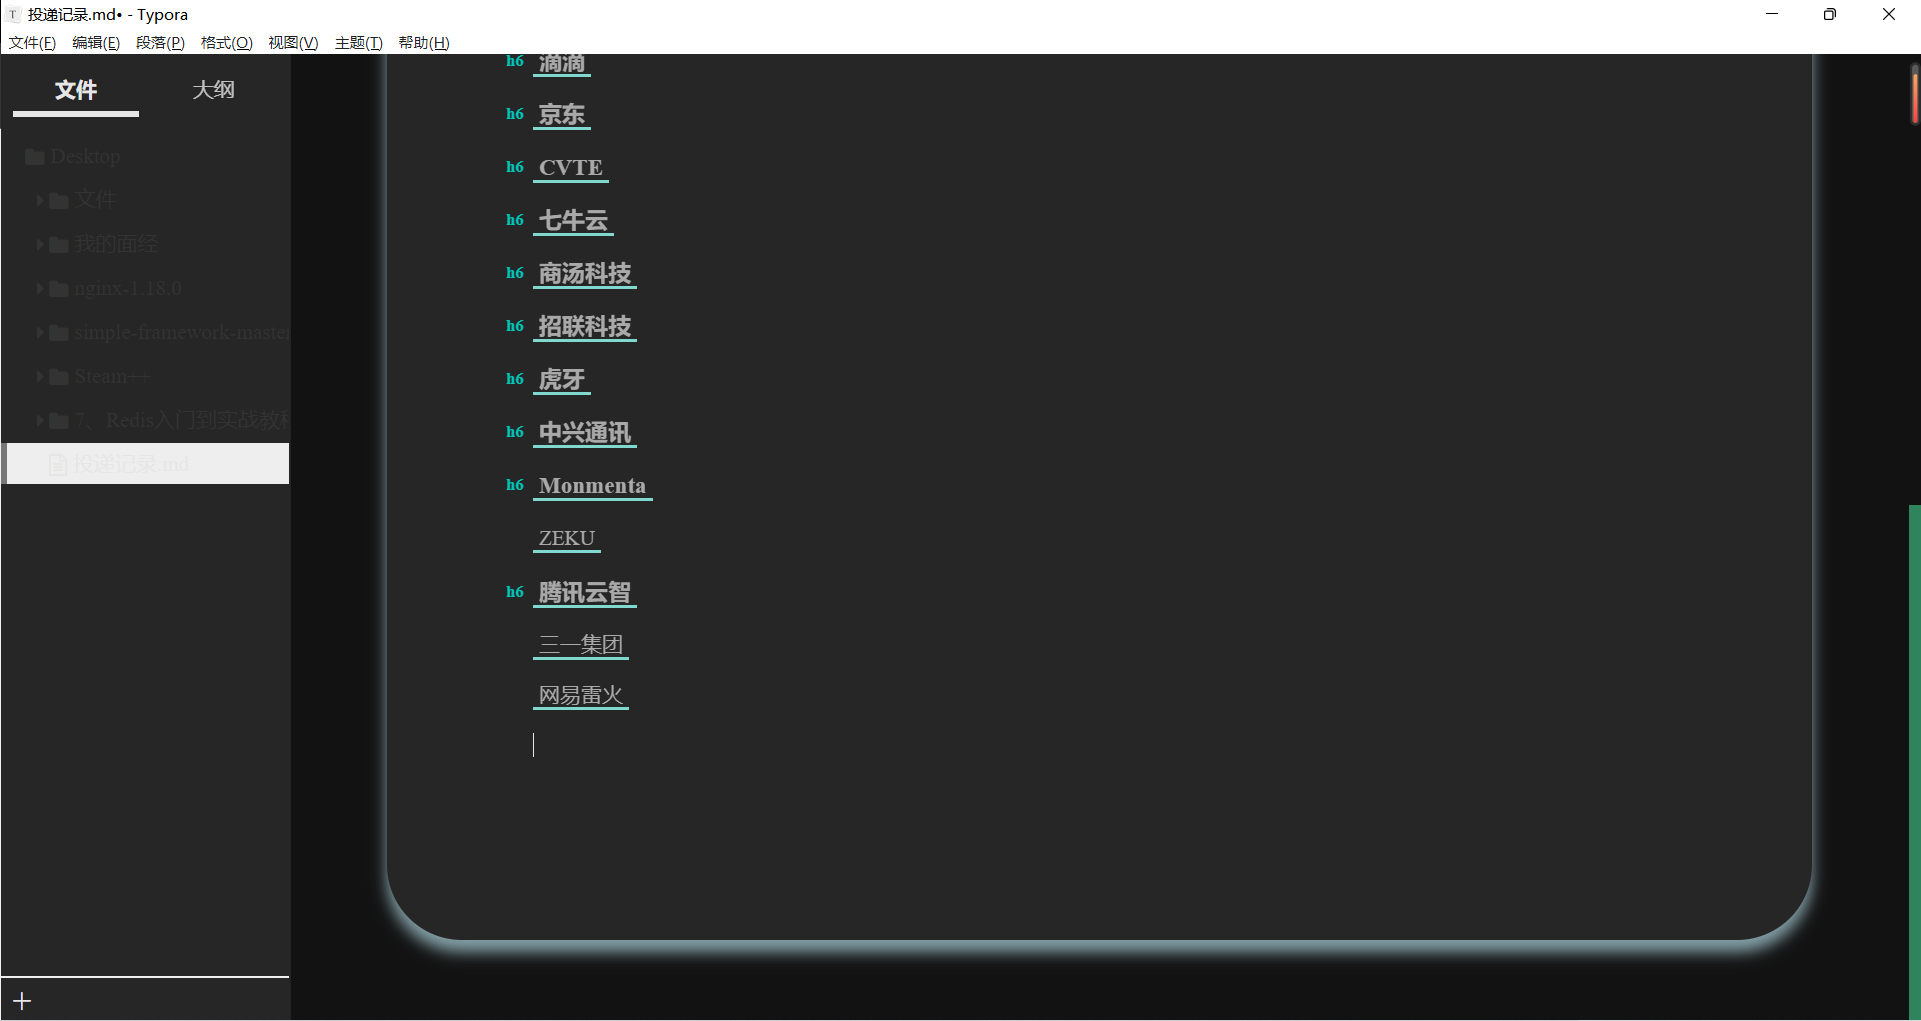 T 投递记录.md• - Typora
文件(F) 编辑(E) 段落(P) 格式(O) 视图(V) 主题(T) 帮助(H)
文件 大纲
Desktop
文件
我的面经
nginx-1.18.0
simple-framework-master
Steam++
7、Redis入门到实战教程
投递记录.md
h6 滴滴
h6 京东
h6 CVTE
h6 七牛云
h6 商汤科技
h6 招联科技
h6 虎牙
h6 中兴通讯
h6 Monmenta
ZEKU
h6 腾讯云智
三一集团
网易雷火